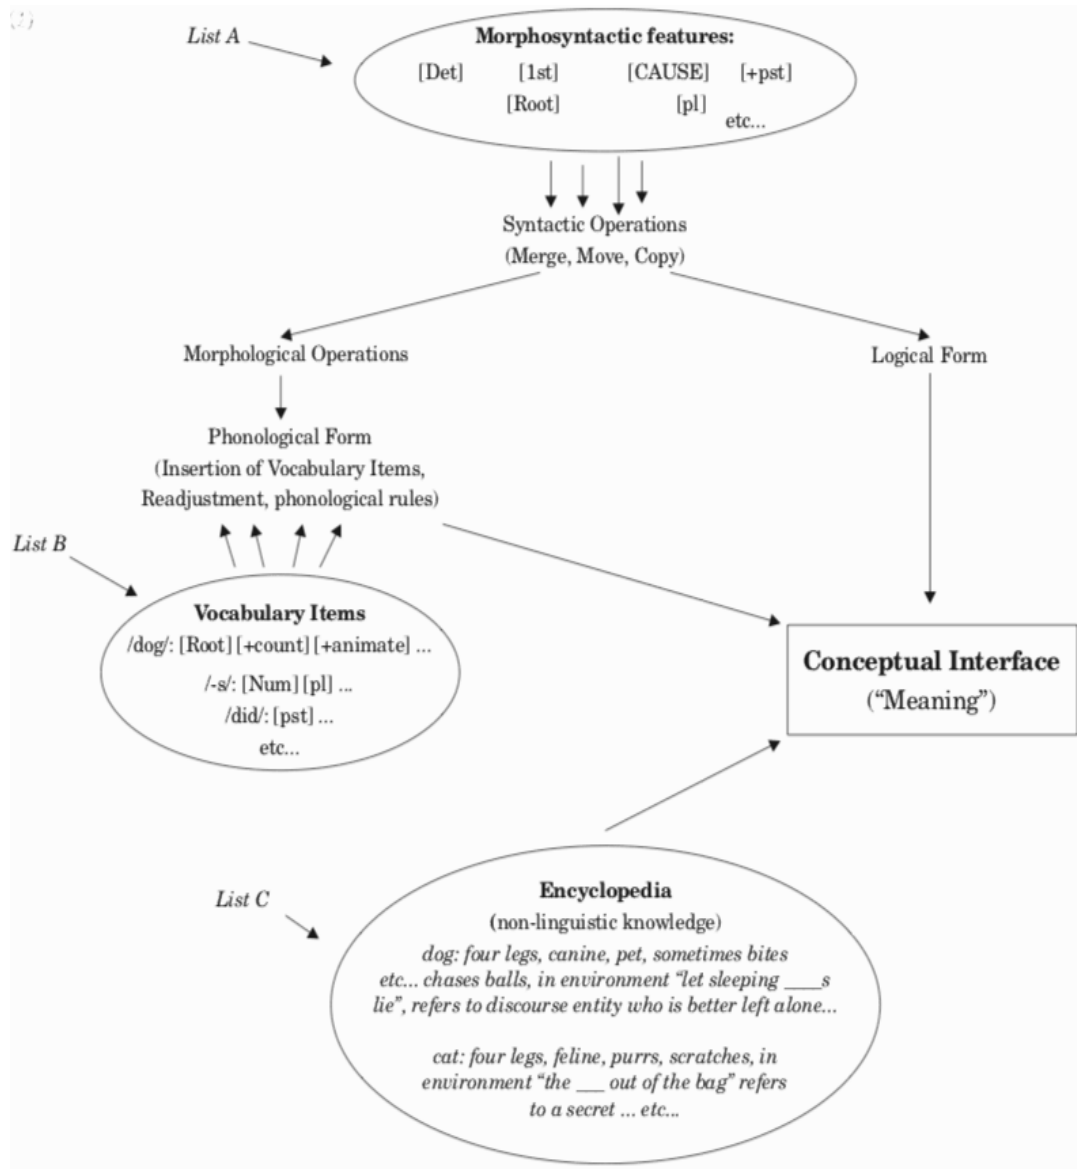 List A
Morphosyntactic features:
[Det] [1st] [CAUSE] [+pst]
[Root] [pl]
etc...
Syntactic Operations
(Merge, Move, Copy)
Morphological Operations
Logical Form
Phonological Form
(Insertion of Vocabulary Items,
Readjustment, phonological rules)
List B
Vocabulary Items
/dog/: [Root] [+count] [+animate] ...
/-s/: [Num] [pl] ...
/did/: [pst] ...
etc...
Conceptual Interface
(“Meaning”)
List C
Encyclopedia
(non-linguistic knowledge)
dog: four legs, canine, pet, sometimes bites
etc... chases balls, in environment “let sleeping ____s
lie”, refers to discourse entity who is better left alone...
cat: four legs, feline, purrs, scratches, in
environment “the ___ out of the bag” refers
to a secret ... etc...